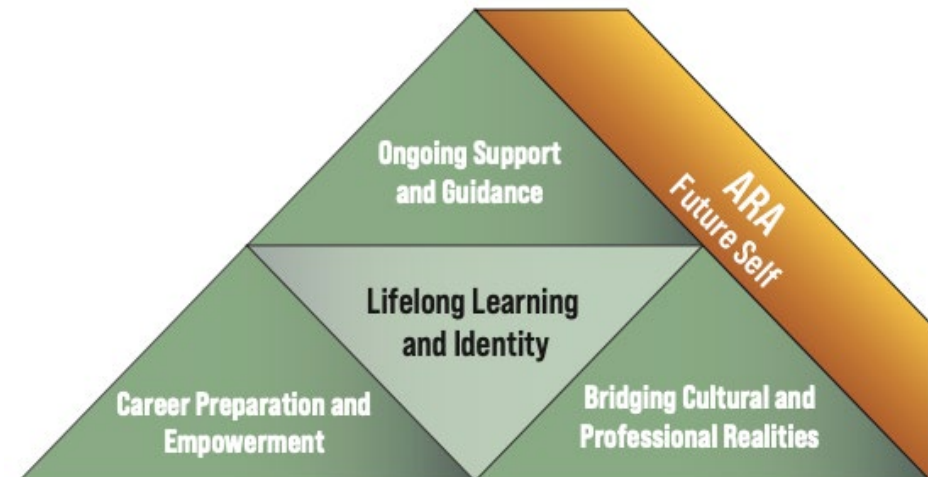 Ongoing Support
and Guidance
ARA
Future Self
Lifelong Learning
and Identity
Career Preparation and
Empowerment
Bridging Cultural and
Professional Realities